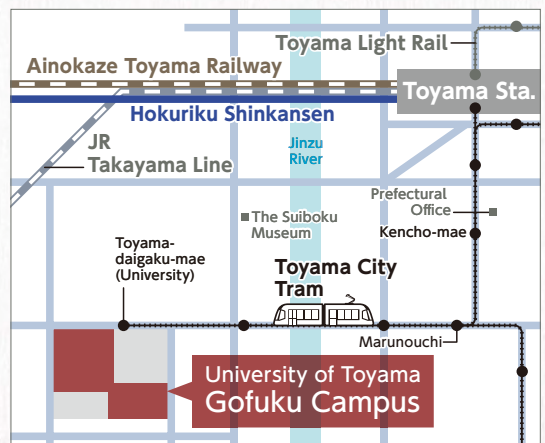 Toyama Light Rail
Ainokaze Toyama Railway
Toyama Sta.
Hokuriku Shinkansen
JR
Takayama Line
Jinzu
River
Prefectural
Office
The Suiboku
Museum
Kencho-mae
Toyama-
daigaku-mae
(University)
Toyama City
Tram
Marunouchi
University of Toyama
Gofuku Campus